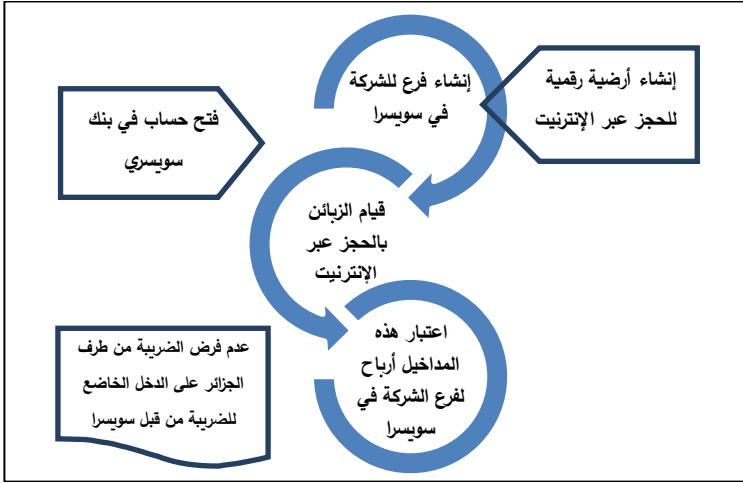 إنشاء أرضية رقمية
للحجز عبر الإنترنيت
إنشاء فرع للشركة
في سويسرا
فتح حساب في بنك
سويسري
قيام الزبائن
بالحجز عبر
الإنترنيت
اعتبار هذه
المداخيل أرباح
لفرع الشركة في
سويسرا
عدم فرض الضريبة من طرف
الجزائر على الدخل الخاضع
للضريبة من قبل سويسرا